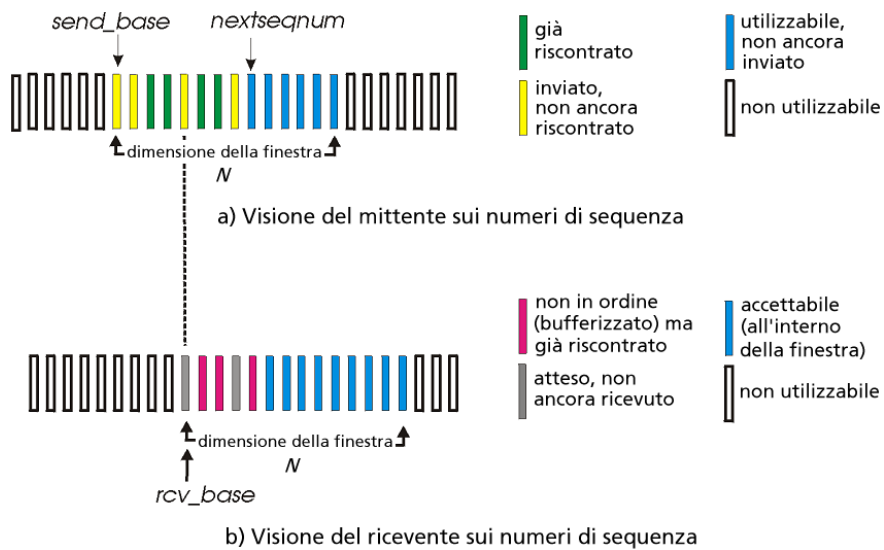 send_base
nextseqnum
già
riscontrato
utilizzabile,
non ancora
inviato
inviato,
non ancora
riscontrato
non utilizzabile
dimensione della finestra
N
a) Visione del mittente sui numeri di sequenza
non in ordine
(bufferizzato) ma
già riscontrato
accettabile
(all'interno
della finestra)
atteso, non
ancora ricevuto
non utilizzabile
dimensione della finestra
N
rcv_base
b) Visione del ricevente sui numeri di sequenza